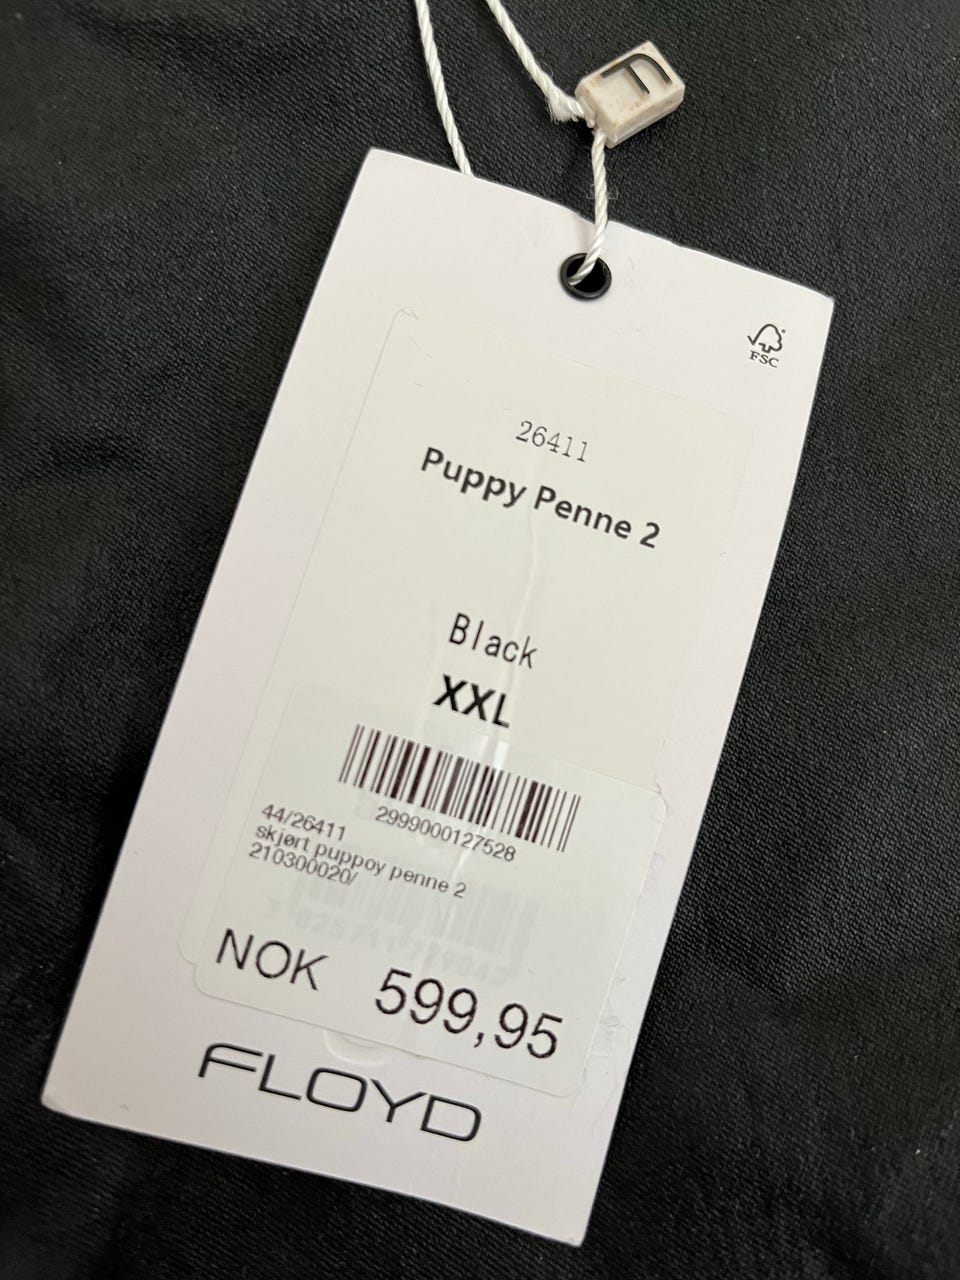 F
FSC
26411
Puppy Penne 2
Black
XXL
2999000127528
44/26411
skjørt puppoy penne 2
210300020/
NOK 599,95
FLOYD